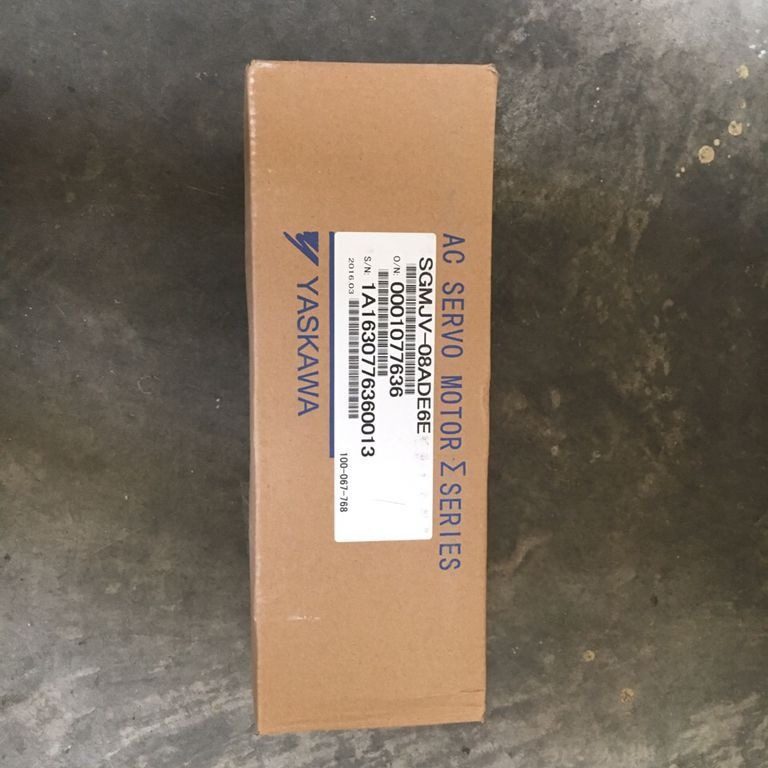 AC SERVO MOTOR Σ SERIES
SGMJV-08ADE6E
O/N: 0001077636
S/N: 1A1630776360013
2016.03
100-067-768
YASKAWA